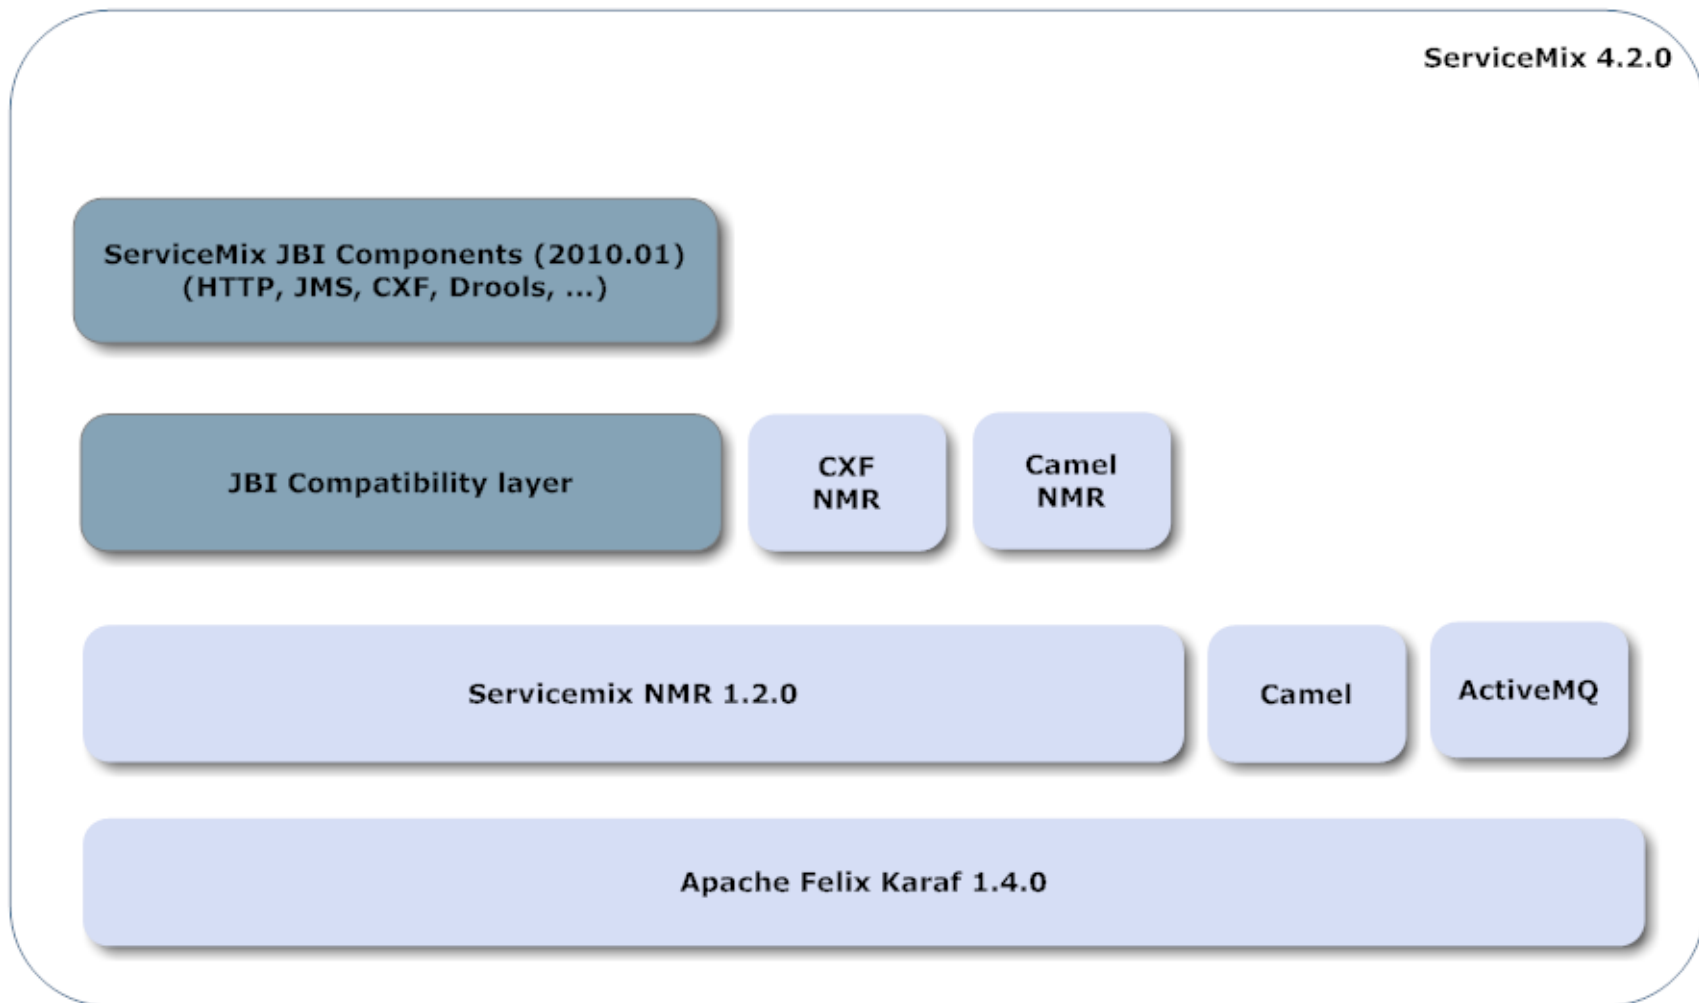 ServiceMix 4.2.0
ServiceMix JBI Components (2010.01)
(HTTP, JMS, CXF, Drools, ...)
JBI Compatibility layer
CXF
NMR
Camel
NMR
Servicemix NMR 1.2.0
Camel
ActiveMQ
Apache Felix Karaf 1.4.0